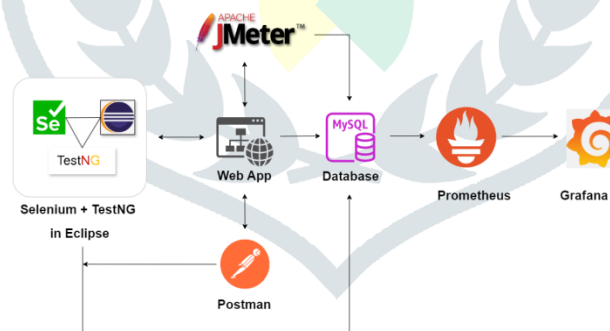 APACHE
JMeter™
Se
TestNG
MySQL
Web App
Database
Prometheus
Grafana
Selenium + TestNG
in Eclipse
Postman